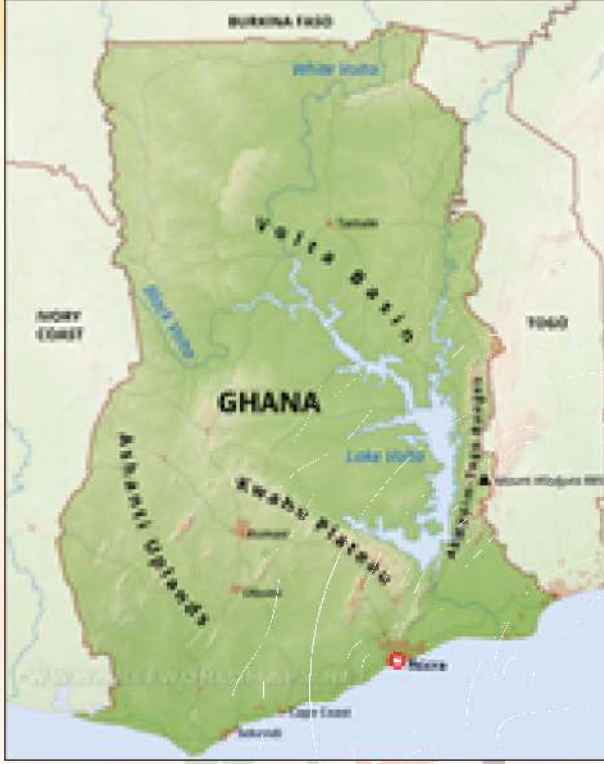 BURKINA FASO
White Volta
Tamale
Volta Basin
Black Volta
IVORY
COAST
TOGO
GHANA
Lake Volta
Ashanti Uplands
Kwahu Plateau
Akwapim-Togo Ranges
Kumasi
Obuasi
Accra
Cape Coast
Sekondi